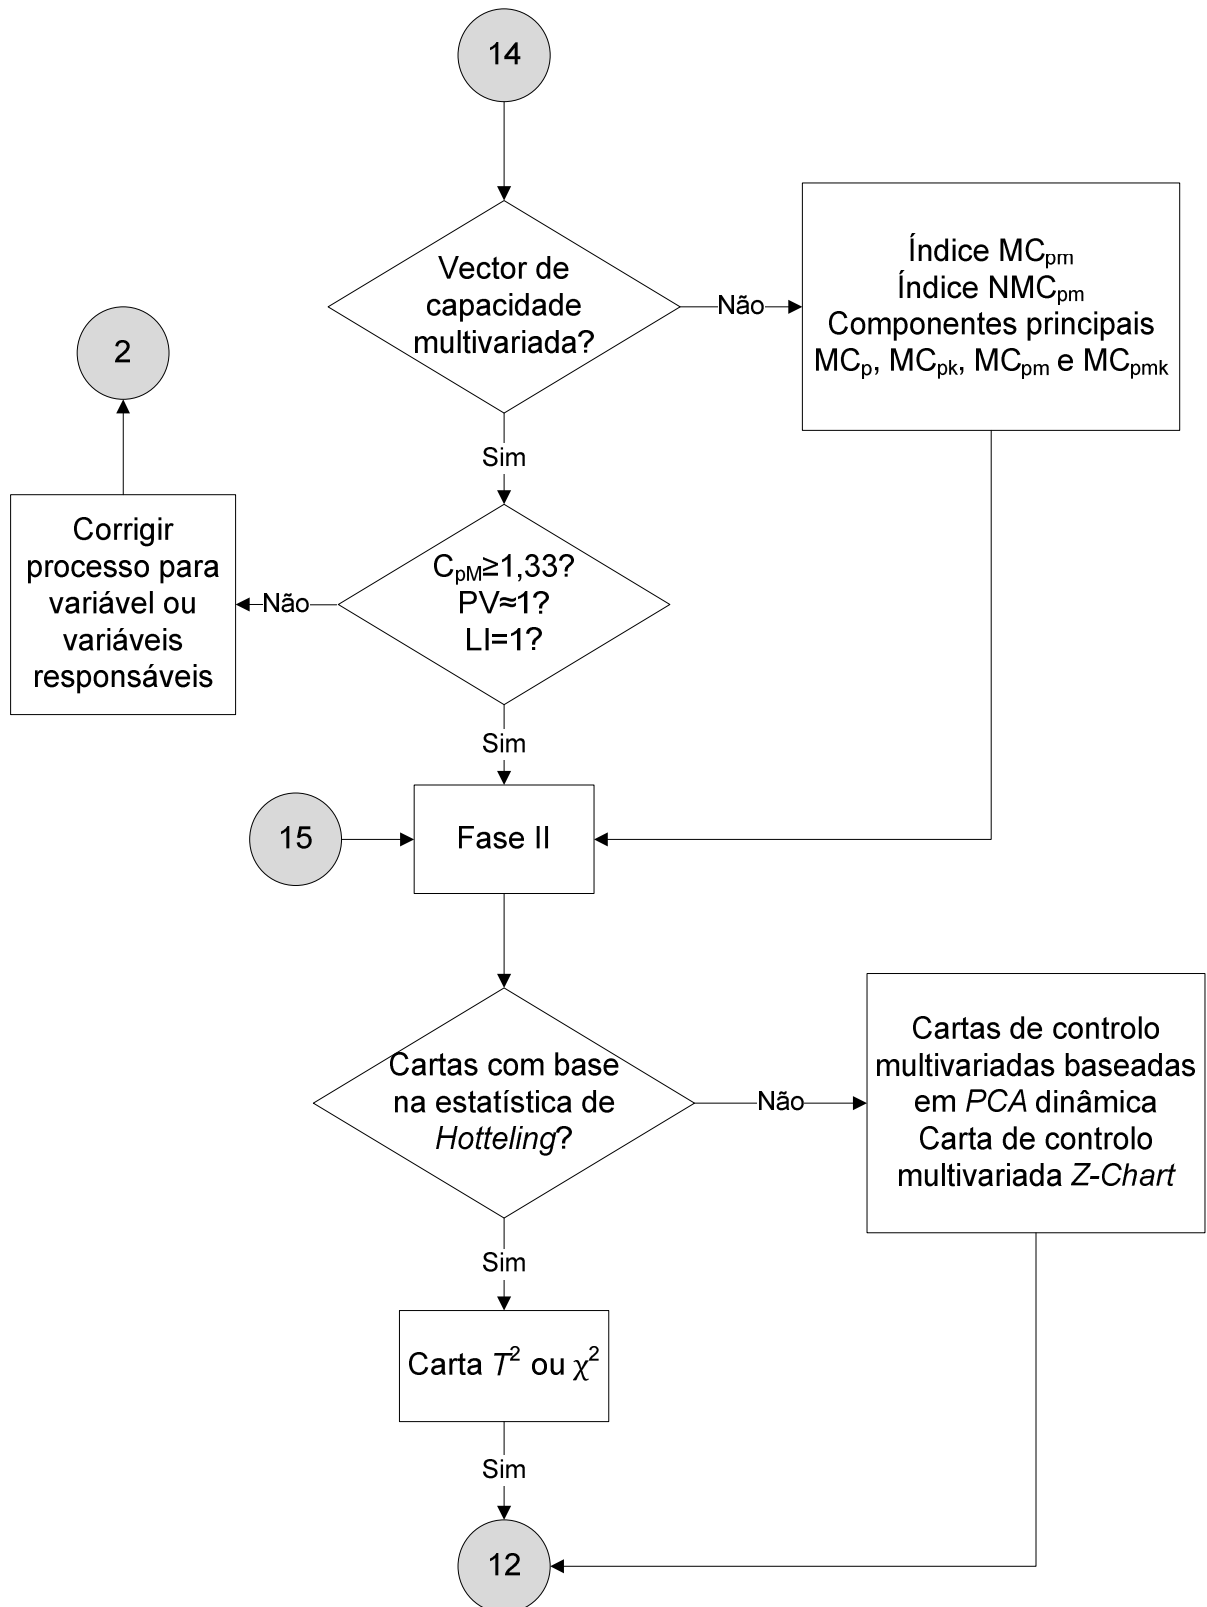 14
Vector de
capacidade
multivariada?
Não
Índice MCpm
Índice NMCpm
Componentes principais
MCp, MCpk, MCpm e MCpmk
2
Sim
Corrigir
processo para
variável ou
variáveis
responsáveis
Não
CpM≥1,33?
PV≈1?
LI=1?
Sim
15
Fase II
Cartas com base
na estatística de
Hotteling?
Não
Cartas de controlo
multivariadas baseadas
em PCA dinâmica
Carta de controlo
multivariada Z-Chart
Sim
Carta T² ou χ²
Sim
12